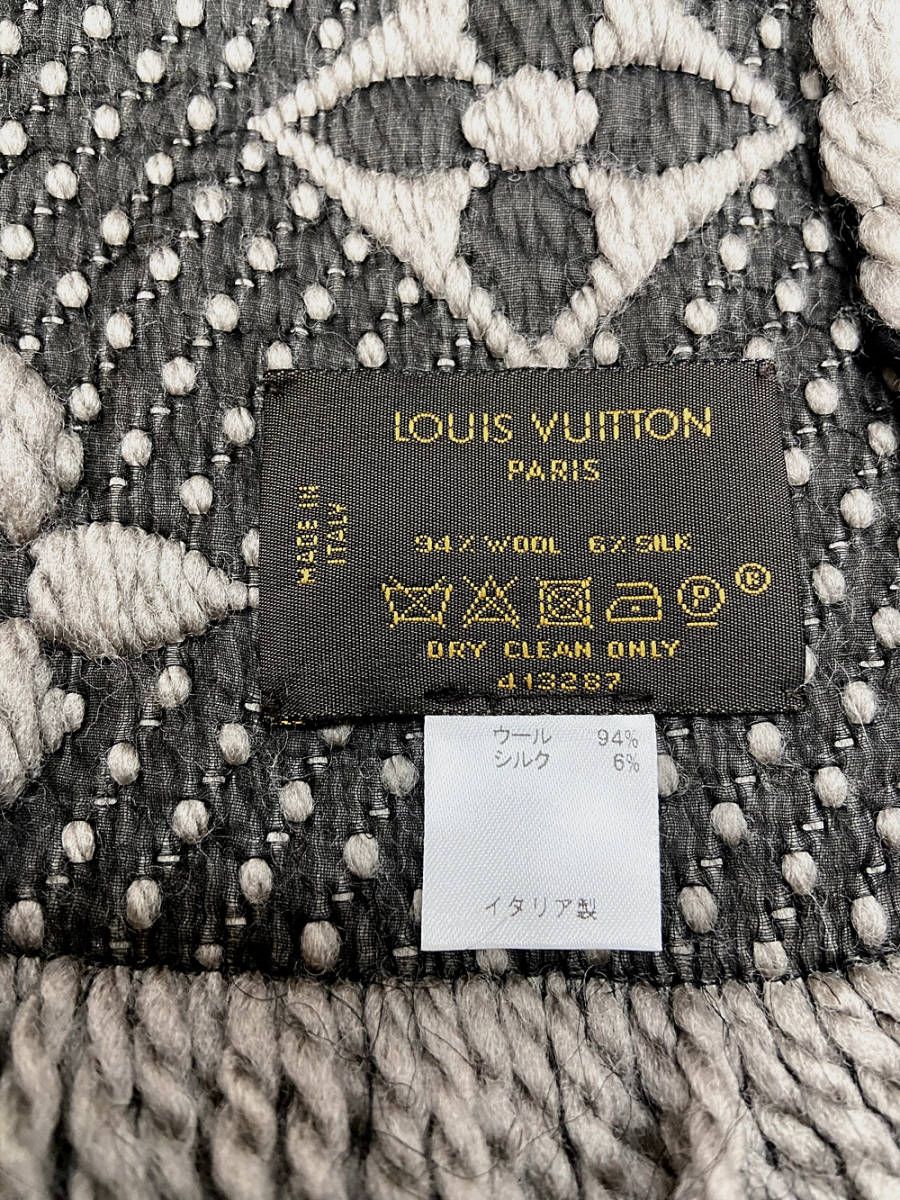 LOUIS VUITTON
PARIS
MADE IN
ITALY
94% WOOL 6% SILK
P ®
DRY CLEAN ONLY
413287
ウール 94%
シルク 6%
イタリア製